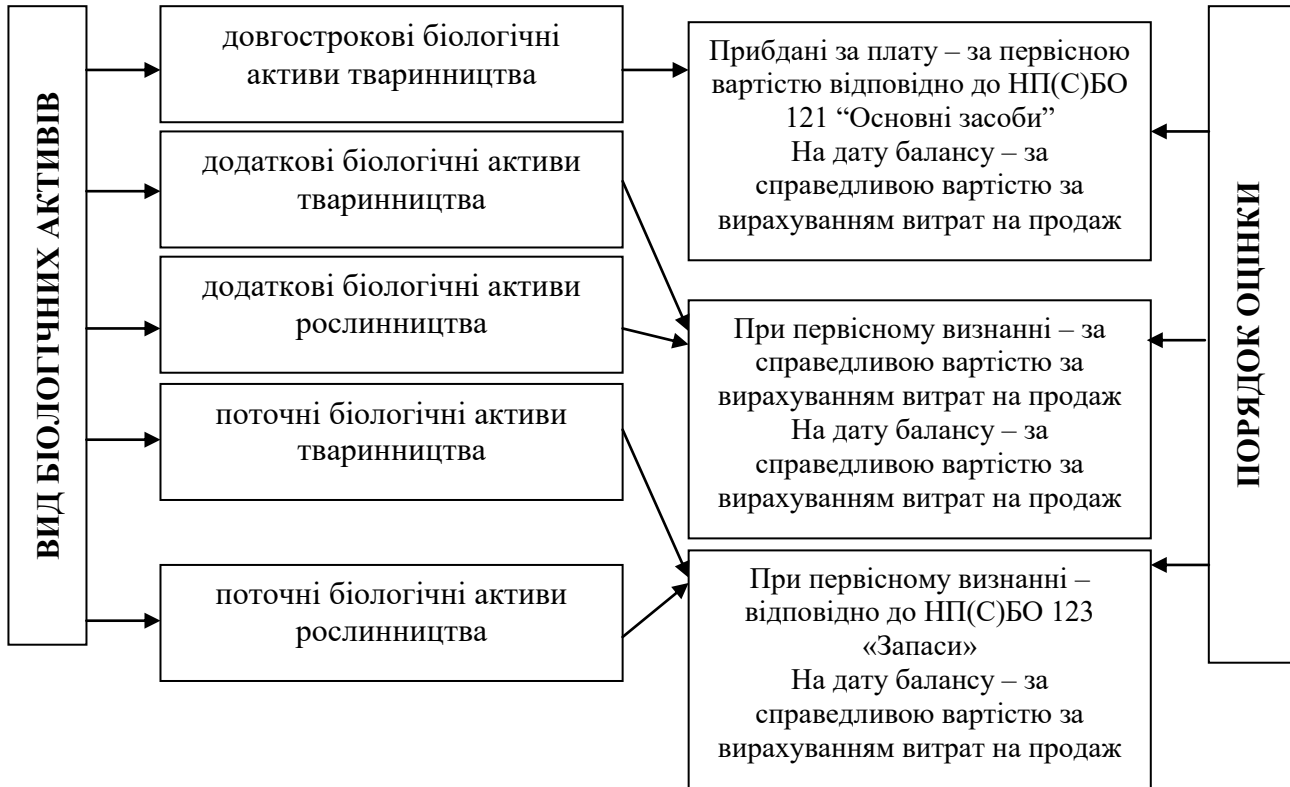 ВИД БІОЛОГІЧНИХ АКТИВІВ
довгострокові біологічні
активи тваринництва
додаткові біологічні активи
тваринництва
додаткові біологічні активи
рослинництва
поточні біологічні активи
тваринництва
поточні біологічні активи
рослинництва
Прибдані за плату – за первісною
вартістю відповідно до НП(С)БО
121 “Основні засоби”
На дату балансу – за
справедливою вартістю за
вирахуванням витрат на продаж
При первісному визнанні – за
справедливою вартістю за
вирахуванням витрат на продаж
На дату балансу – за
справедливою вартістю за
вирахуванням витрат на продаж
При первісному визнанні –
відповідно до НП(С)БО 123
«Запаси»
На дату балансу – за
справедливою вартістю за
вирахуванням витрат на продаж
ПОРЯДОК ОЦІНКИ